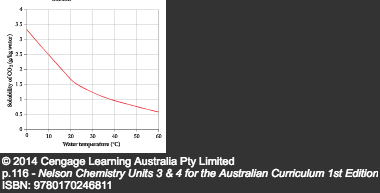 4
3.5
3
2.5
2
1.5
1
0.5
0
Solubility of CO₂ (g/kg water)
0 10 20 30 40 50 60
Water temperature (°C)
© 2014 Cengage Learning Australia Pty Limited
p.116 - Nelson Chemistry Units 3 & 4 for the Australian Curriculum 1st Edition
ISBN: 9780170246811